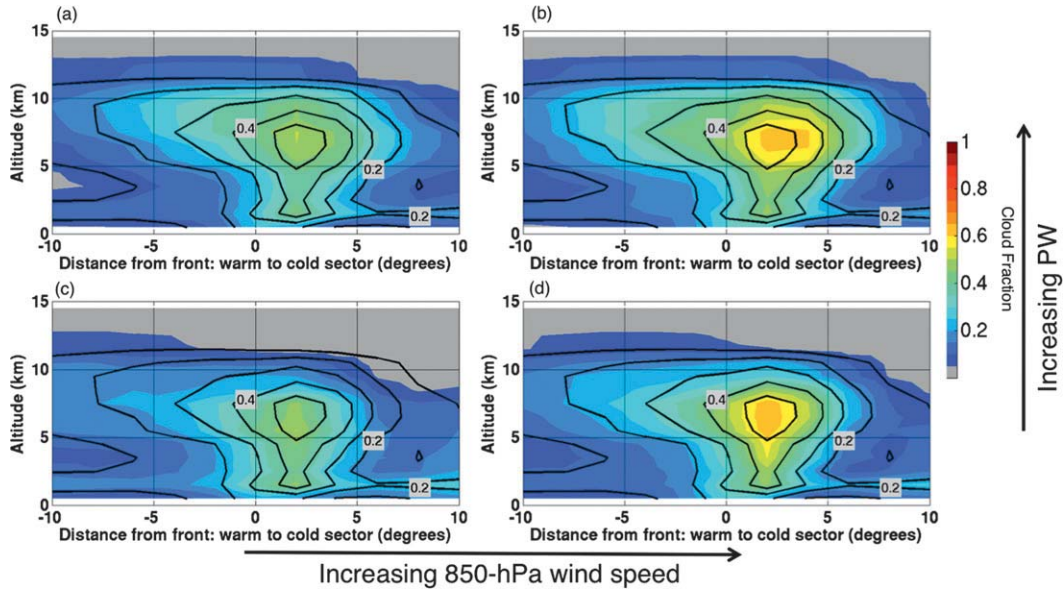 (a)
(b)
15
10
5
0
Altitude (km)
0.4
0.2
0.2
-10 -5 0 5 10
Distance from front: warm to cold sector (degrees)
15
10
5
0
Altitude (km)
0.4
0.2
0.2
-10 -5 0 5 10
Distance from front: warm to cold sector (degrees)
(c)
(d)
15
10
5
0
Altitude (km)
0.4
0.2
0.2
-10 -5 0 5 10
Distance from front: warm to cold sector (degrees)
15
10
5
0
Altitude (km)
0.4
0.2
0.2
-10 -5 0 5 10
Distance from front: warm to cold sector (degrees)
1
0.8
0.6
0.4
0.2
Cloud Fraction
Increasing PW
Increasing 850-hPa wind speed